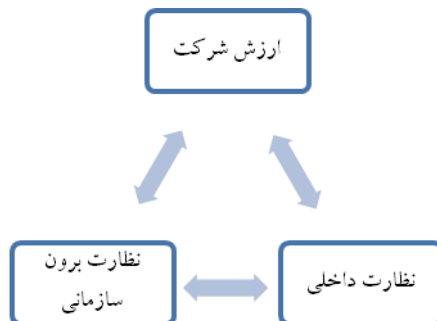 ارزش شرکت
نظارت داخلی
نظارت برون
سازمانی